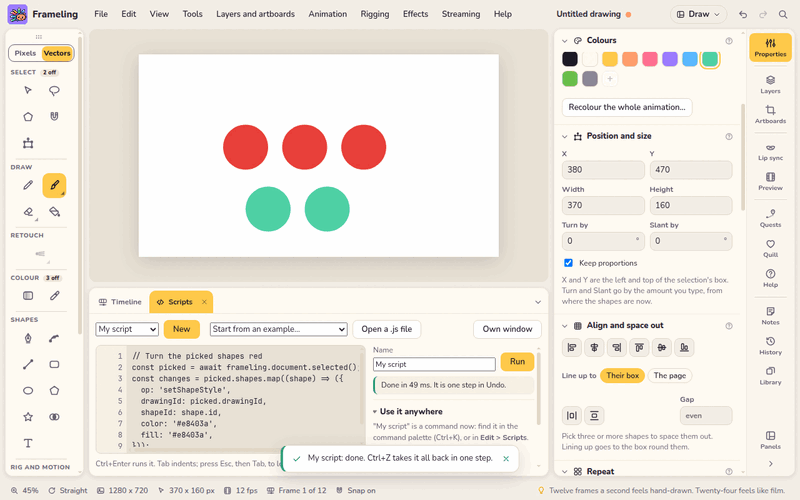 Frameling
File Edit View Tools Layers and artboards Animation Rigging Effects Streaming Help
Untitled drawing
Draw
Pixels Vectors
SELECT 2 off
DRAW
RETOUCH
COLOUR 3 off
SHAPES
T
RIG AND MOTION
Timeline
Scripts
My script
New
Start from an example...
Open a .js file
Own window
1 // Turn the picked shapes red
2 const picked = await frameling.document.selected()
3 const changes = picked.shapes.map((shape) => ({
4 op: 'setShapeStyle',
5 drawingId: picked.drawingId,
6 shapeId: shape.id,
7 color: '#e8403a',
8 fill: '#e8403a',
9 }));
Name
My script
Run
Done in 49 ms. It is one step in Undo.
Use it anywhere
"My script" is a command now: find it in the
command palette (Ctrl+K), or in Edit > Scripts.
Ctrl+Enter runs it. Tab indents; press Esc, then Tab, to
My script: done. Ctrl+Z takes it all back in one step.
Colours
Recolour the whole animation...
Position and size
X Y
380 470
Width Height
370 160
Turn by Slant by
0 ° 0 °
Keep proportions
X and Y are the left and top of the selection's box.
Turn and Slant go by the amount you type, from
where the shapes are now.
Align and space out
Line up to Their box The page
Gap
even
Pick three or more shapes to space them out.
Lining up goes to the box round them.
Repeat
Properties
Layers
Artboards
Lip sync
Preview
Quests
Quill
Help
Notes
History
Library
Panels
45% Straight 1280 x 720 370 x 160 px 12 fps Frame 1 of 12 Snap on
Twelve frames a second feels hand-drawn. Twenty-four feels like film.